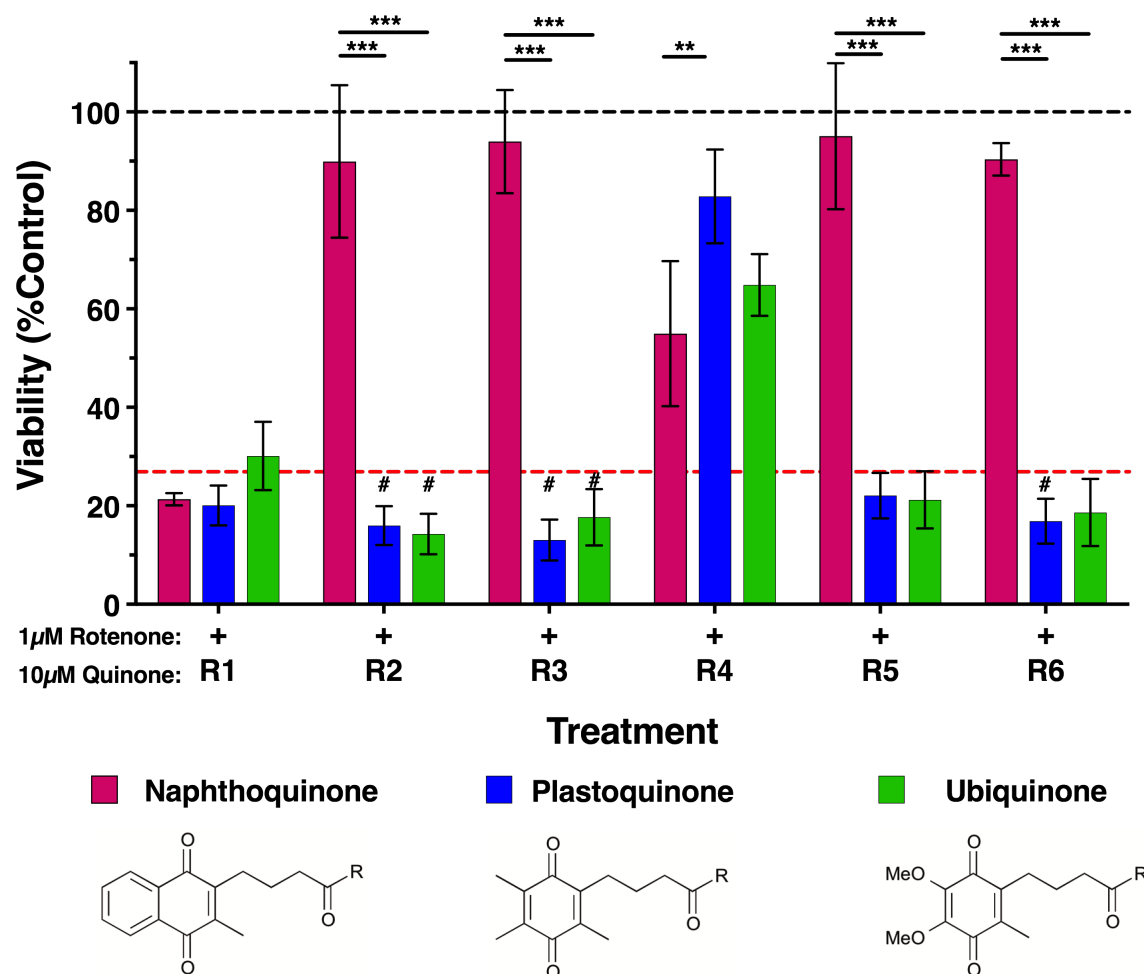 *** *** *** ***
*** *** ** *** ***
Viability (%Control)
100
80
60
40
20
0
# # # # #
1µM Rotenone: + + + + + +
10µM Quinone: R1 R2 R3 R4 R5 R6
Treatment
Naphthoquinone Plastoquinone Ubiquinone
O O O
R R MeO R
O O MeO O
O O O